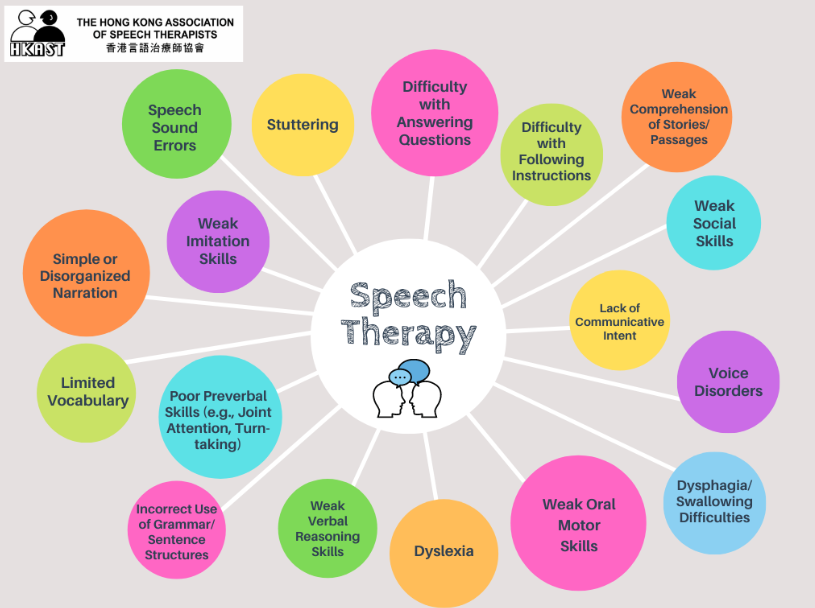 THE HONG KONG ASSOCIATION
OF SPEECH THERAPISTS
香港言語治療師協會
HKAST
Speech
Sound
Errors
Stuttering
Difficulty
with
Answering
Questions
Difficulty
with
Following
Instructions
Weak
Comprehension
of Stories/
Passages
Weak
Imitation
Skills
Weak
Social
Skills
Simple or
Disorganized
Narration
Speech
Therapy
Lack of
Communicative
Intent
Limited
Vocabulary
Poor Preverbal
Skills (e.g., Joint
Attention, Turn-
taking)
Voice
Disorders
Incorrect Use
of Grammar/
Sentence
Structures
Weak
Verbal
Reasoning
Skills
Dyslexia
Weak Oral
Motor
Skills
Dysphagia/
Swallowing
Difficulties